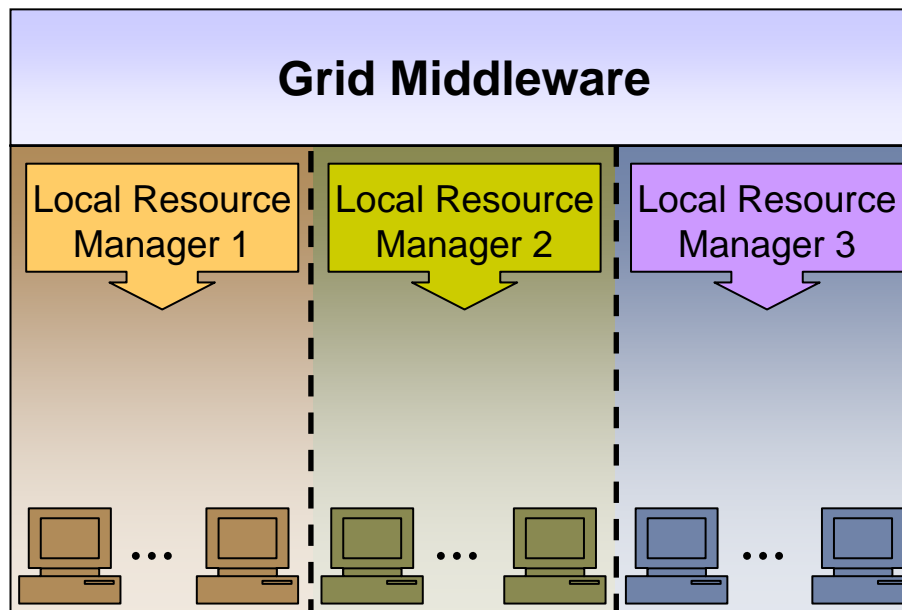 Grid Middleware
Local Resource
Manager 1
Local Resource
Manager 2
Local Resource
Manager 3
...
...
...